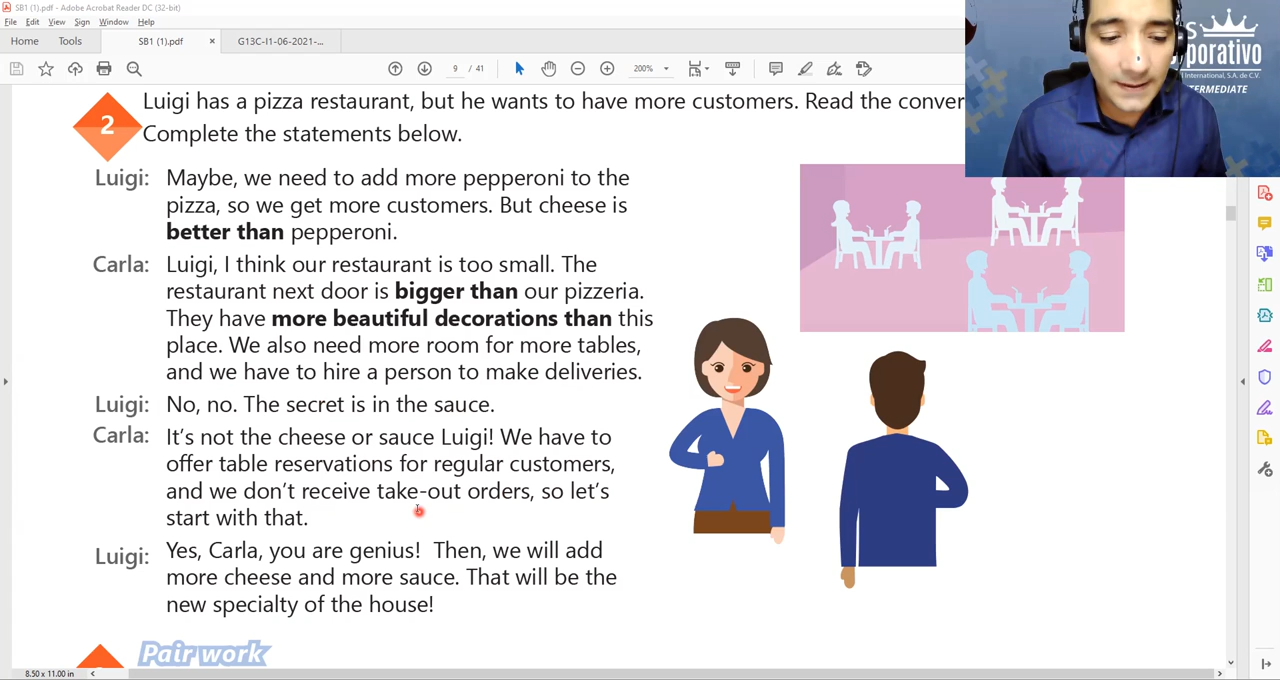 SB1 (1).pdf - Adobe Acrobat Reader DC (32-bit)
File Edit View Sign Window Help
Home Tools SB1 (1).pdf × G13C-I1-06-2021-...
9 / 41 200%
2
Luigi has a pizza restaurant, but he wants to have more customers. Read the conver
Complete the statements below.
Luigi: Maybe, we need to add more pepperoni to the
pizza, so we get more customers. But cheese is
better than pepperoni.
Carla: Luigi, I think our restaurant is too small. The
restaurant next door is bigger than our pizzeria.
They have more beautiful decorations than this
place. We also need more room for more tables,
and we have to hire a person to make deliveries.
Luigi: No, no. The secret is in the sauce.
Carla: It's not the cheese or sauce Luigi! We have to
offer table reservations for regular customers,
and we don't receive take-out orders, so let's
start with that.
Luigi: Yes, Carla, you are genius! Then, we will add
more cheese and more sauce. That will be the
new specialty of the house!
Pair work
8.50 x 11.00 in
S
porativo
International, S.A. de C.V.
TERMEDIATE